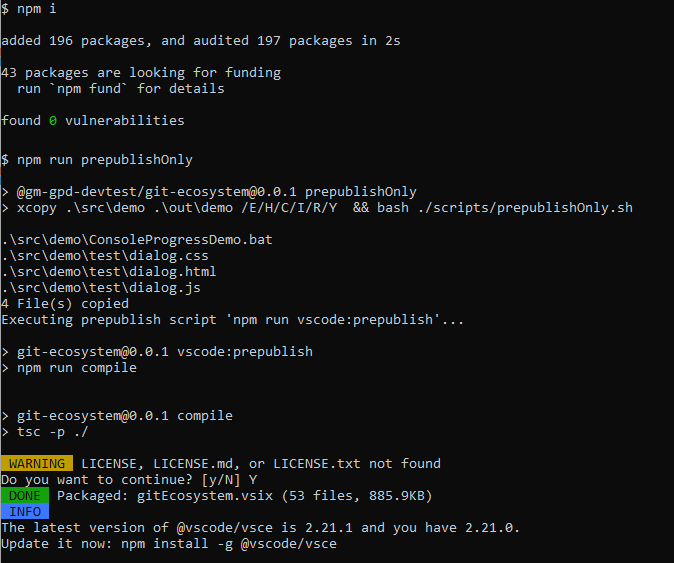 $ npm i
added 196 packages, and audited 197 packages in 2s
43 packages are looking for funding
  run `npm fund` for details
found 0 vulnerabilities
$ npm run prepublishOnly
> @gm-gpd-devtest/git-ecosystem@0.0.1 prepublishOnly
> xcopy .\src\demo .\out\demo /E/H/C/I/R/Y  && bash ./scripts/prepublishOnly.sh
.\src\demo\ConsoleProgressDemo.bat
.\src\demo\test\dialog.css
.\src\demo\test\dialog.html
.\src\demo\test\dialog.js
4 File(s) copied
Executing prepublish script 'npm run vscode:prepublish'...
> git-ecosystem@0.0.1 vscode:prepublish
> npm run compile
> git-ecosystem@0.0.1 compile
> tsc -p ./
WARNING  LICENSE, LICENSE.md, or LICENSE.txt not found
Do you want to continue? [y/N] Y
DONE  Packaged: gitEcosystem.vsix (53 files, 885.9KB)
INFO
The latest version of @vscode/vsce is 2.21.1 and you have 2.21.0.
Update it now: npm install -g @vscode/vsce